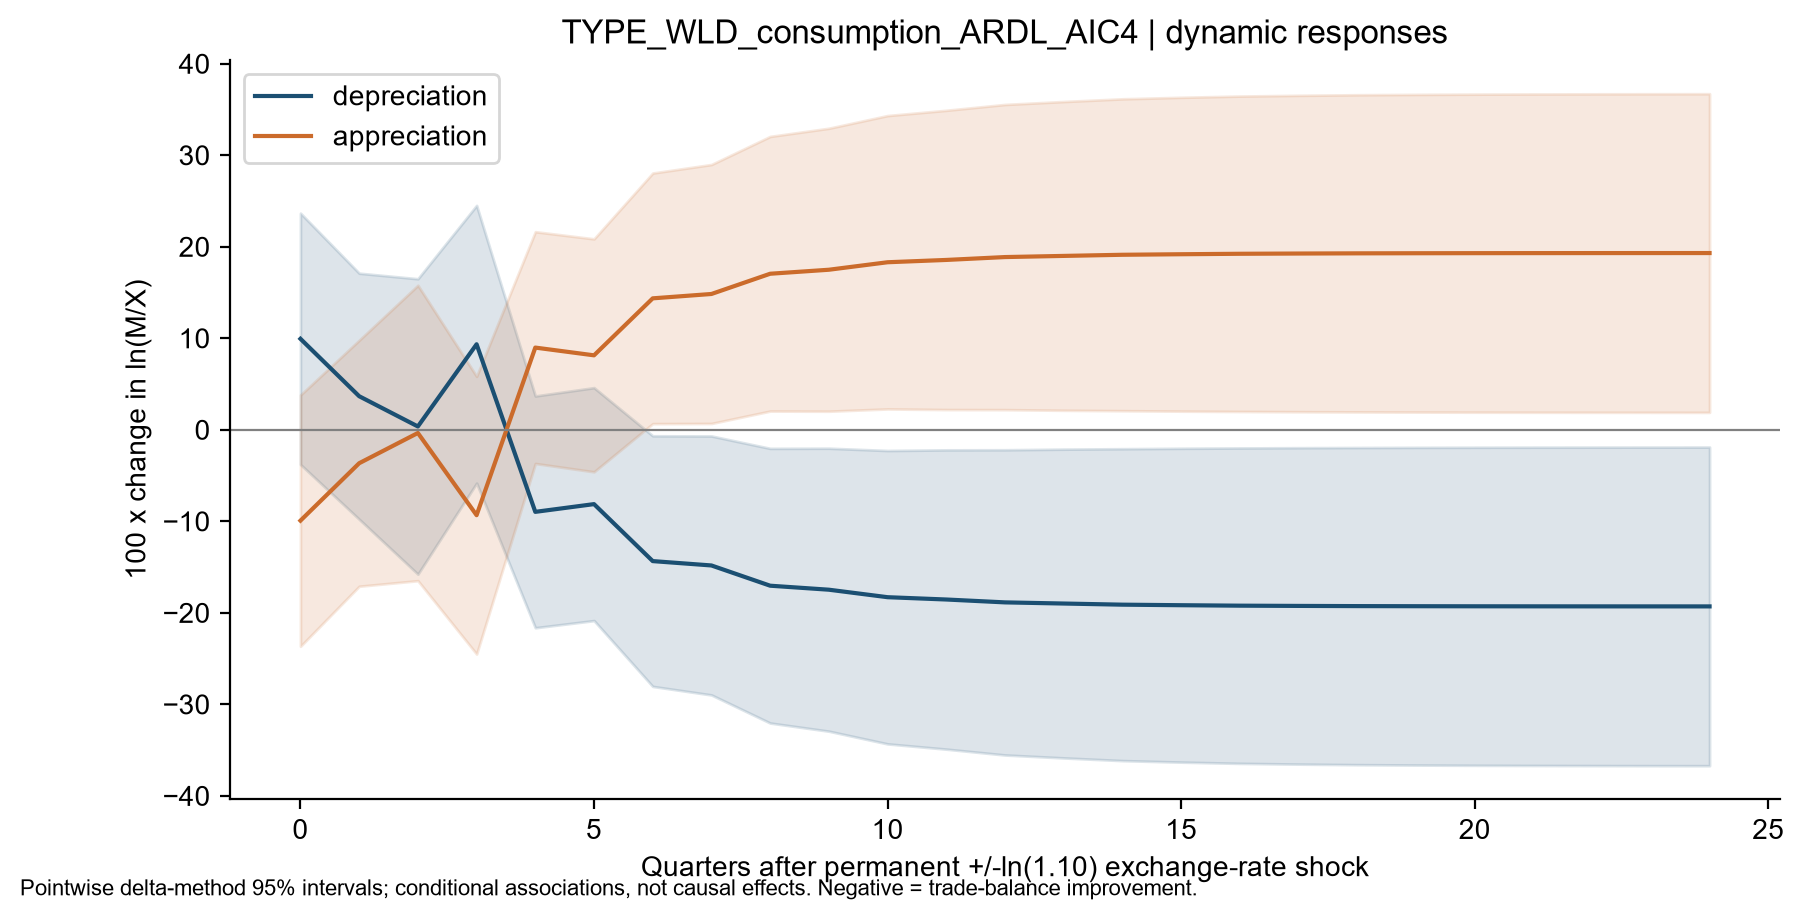 TYPE_WLD_consumption_ARDL_AIC4 | dynamic responses
depreciation
appreciation
100 x change in ln(M/X)
40
30
20
10
0
−10
−20
−30
−40
0
5
10
15
20
25
Quarters after permanent +/-ln(1.10) exchange-rate shock
Pointwise delta-method 95% intervals; conditional associations, not causal effects. Negative = trade-balance improvement.